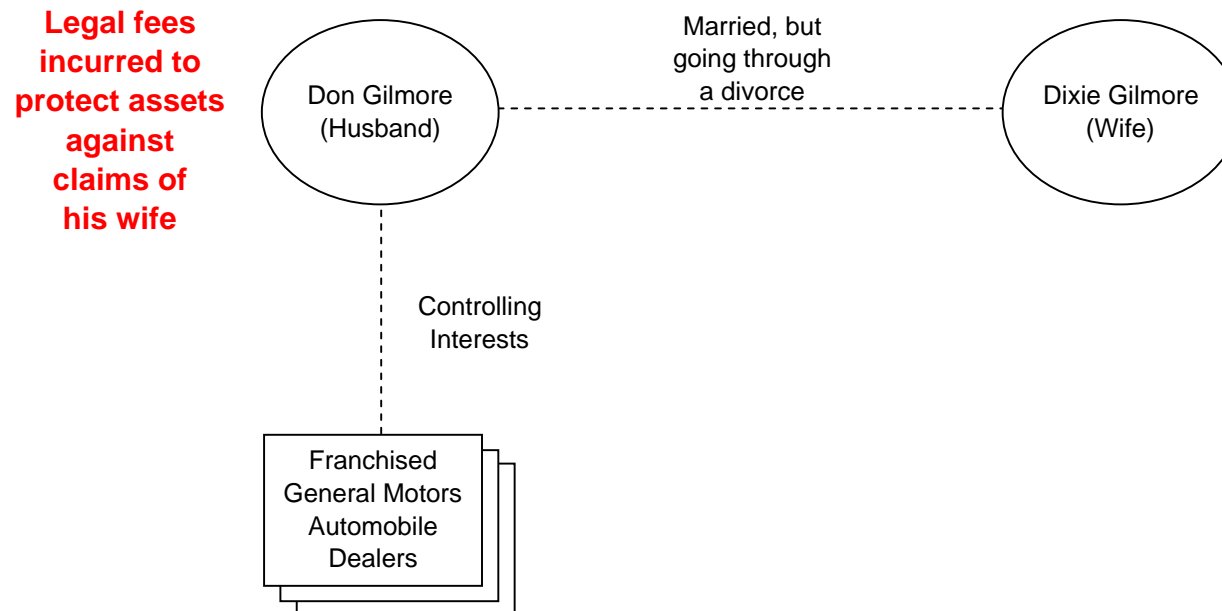 Legal fees
incurred to
protect assets
against
claims of
his wife
Don Gilmore
(Husband)
Married, but
going through
a divorce
Dixie Gilmore
(Wife)
Controlling
Interests
Franchised
General Motors
Automobile
Dealers